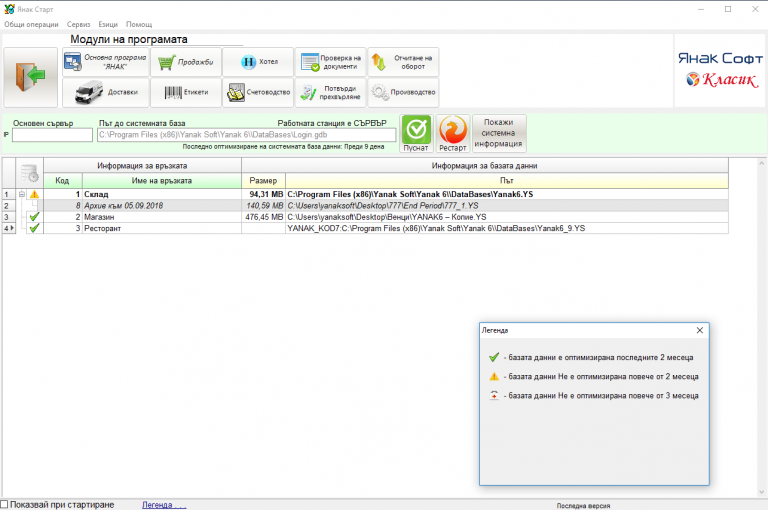 Янак Старт
Общи операции Сервиз Езици Помощ
Модули на програмата
Основна програма "ЯНАК"
Продажби
Хотел
Проверка на документи
Отчитане на оборот
Доставки
Етикети
Счетоводство
Потвърди прехвърляне
Производство
Янак Софт
Класик
Основен сървър Път до системната база Работната станция е СЪРВЪР
IP C:\Program Files (x86)\Yanak Soft\Yanak 6\\DataBases\Login.gdb
Последно оптимизиране на системната база данни: Преди 9 дена
Пуснат
Рестарт
Покажи системна информация
Информация за връзката Информация за базата данни
Код Име на връзката Размер Път
1 1 Склад 94,31 MB C:\Program Files (x86)\Yanak Soft\Yanak 6\\DataBases\Yanak6.YS
2 8 Архив към 05.09.2018 140,59 MB C:\Users\yanaksoft\Desktop\777\End Period\777_1.YS
3 2 Магазин 476,45 MB C:\Users\yanaksoft\Desktop\Венци\YANAK6 – Копие.YS
4 3 Ресторант YANAK_KOD7:C:\Program Files (x86)\Yanak Soft\Yanak 6\\DataBases\Yanak6_9.YS
Легенда
- базата данни е оптимизирана последните 2 месеца
- базата данни Не е оптимизирана повече от 2 месеца
- базата данни Не е оптимизирана повече от 3 месеца
Показвай при стартиране Легенда . . . Последна версия